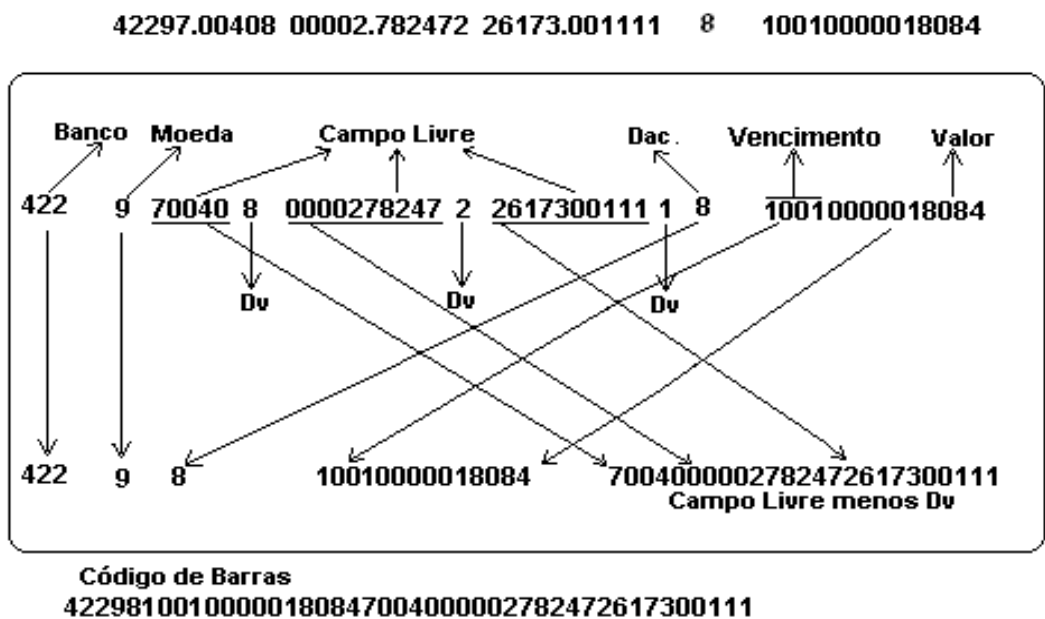 42297.00408 00002.782472 26173.001111 8 10010000018084
Banco Moeda Campo Livre Dac. Vencimento Valor
422 9 70040 8 0000278247 2 2617300111 1 8 10010000018084
Dv Dv Dv
422 9 8 10010000018084 7004000002782472617300111
Campo Livre menos Dv
Código de Barras
42298100100000180847004000002782472617300111